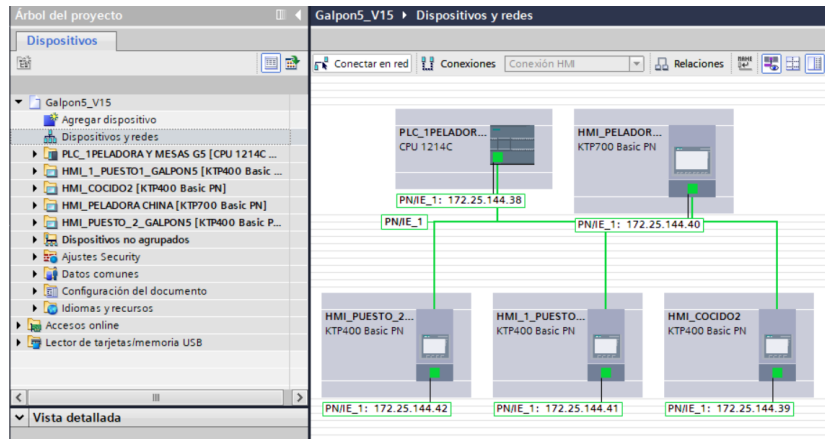 Árbol del proyecto
Dispositivos
Galpon5_V15
Agregar dispositivo
Dispositivos y redes
PLC_1PELADORA Y MESAS G5 [CPU 1214C ...
HMI_1_PUESTO1_GALPON5 [KTP400 Basic ...
HMI_COCIDO2 [KTP400 Basic PN]
HMI_PELADORA CHINA [KTP700 Basic PN]
HMI_PUESTO_2_GALPON5 [KTP400 Basic P...
Dispositivos no agrupados
Ajustes Security
Datos comunes
Configuración del documento
Idiomas y recursos
Accesos online
Lector de tarjetas/memoria USB
Vista detallada
Galpon5_V15 ▸ Dispositivos y redes
Conectar en red Conexiones Conexión HMI Relaciones
PLC_1PELADOR...
CPU 1214C
HMI_PELADOR...
KTP700 Basic PN
PN/IE_1: 172.25.144.38
PN/IE_1
PN/IE_1: 172.25.144.40
HMI_PUESTO_2...
KTP400 Basic PN
HMI_1_PUESTO...
KTP400 Basic PN
HMI_COCIDO2
KTP400 Basic PN
PN/IE_1: 172.25.144.42
PN/IE_1: 172.25.144.41
PN/IE_1: 172.25.144.39